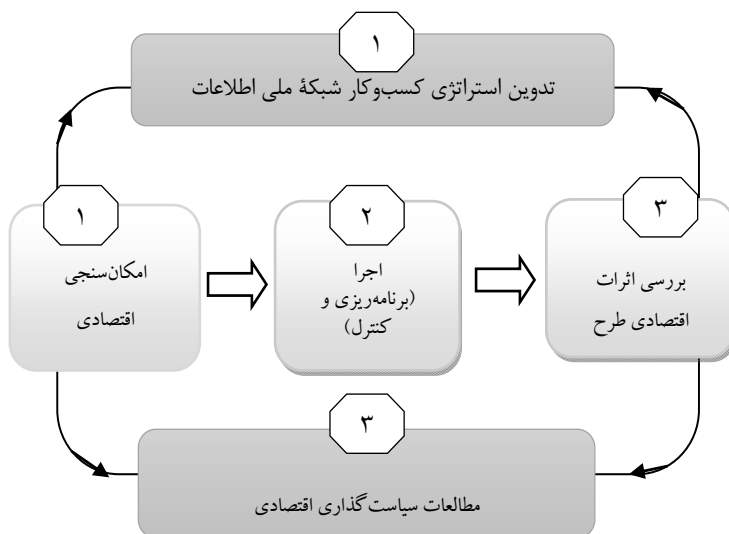 ۱
تدوین استراتژی کسب‌وکار شبکهٔ ملی اطلاعات
۱
امکان‌سنجی
اقتصادی
۲
اجرا
(برنامه‌ریزی و
کنترل)
۳
بررسی اثرات
اقتصادی طرح
۳
مطالعات سیاست‌گذاری اقتصادی